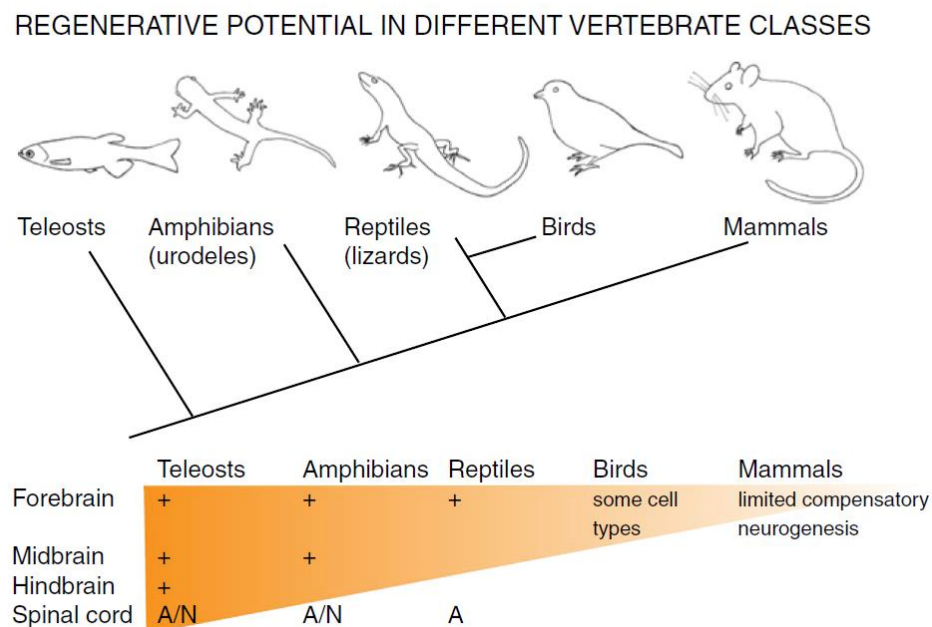 REGENERATIVE POTENTIAL IN DIFFERENT VERTEBRATE CLASSES
Teleosts Amphibians Reptiles Birds Mammals
(urodeles) (lizards)
Teleosts Amphibians Reptiles Birds Mammals
Forebrain + + + some cell limited compensatory
types neurogenesis
Midbrain + +
Hindbrain +
Spinal cord A/N A/N A